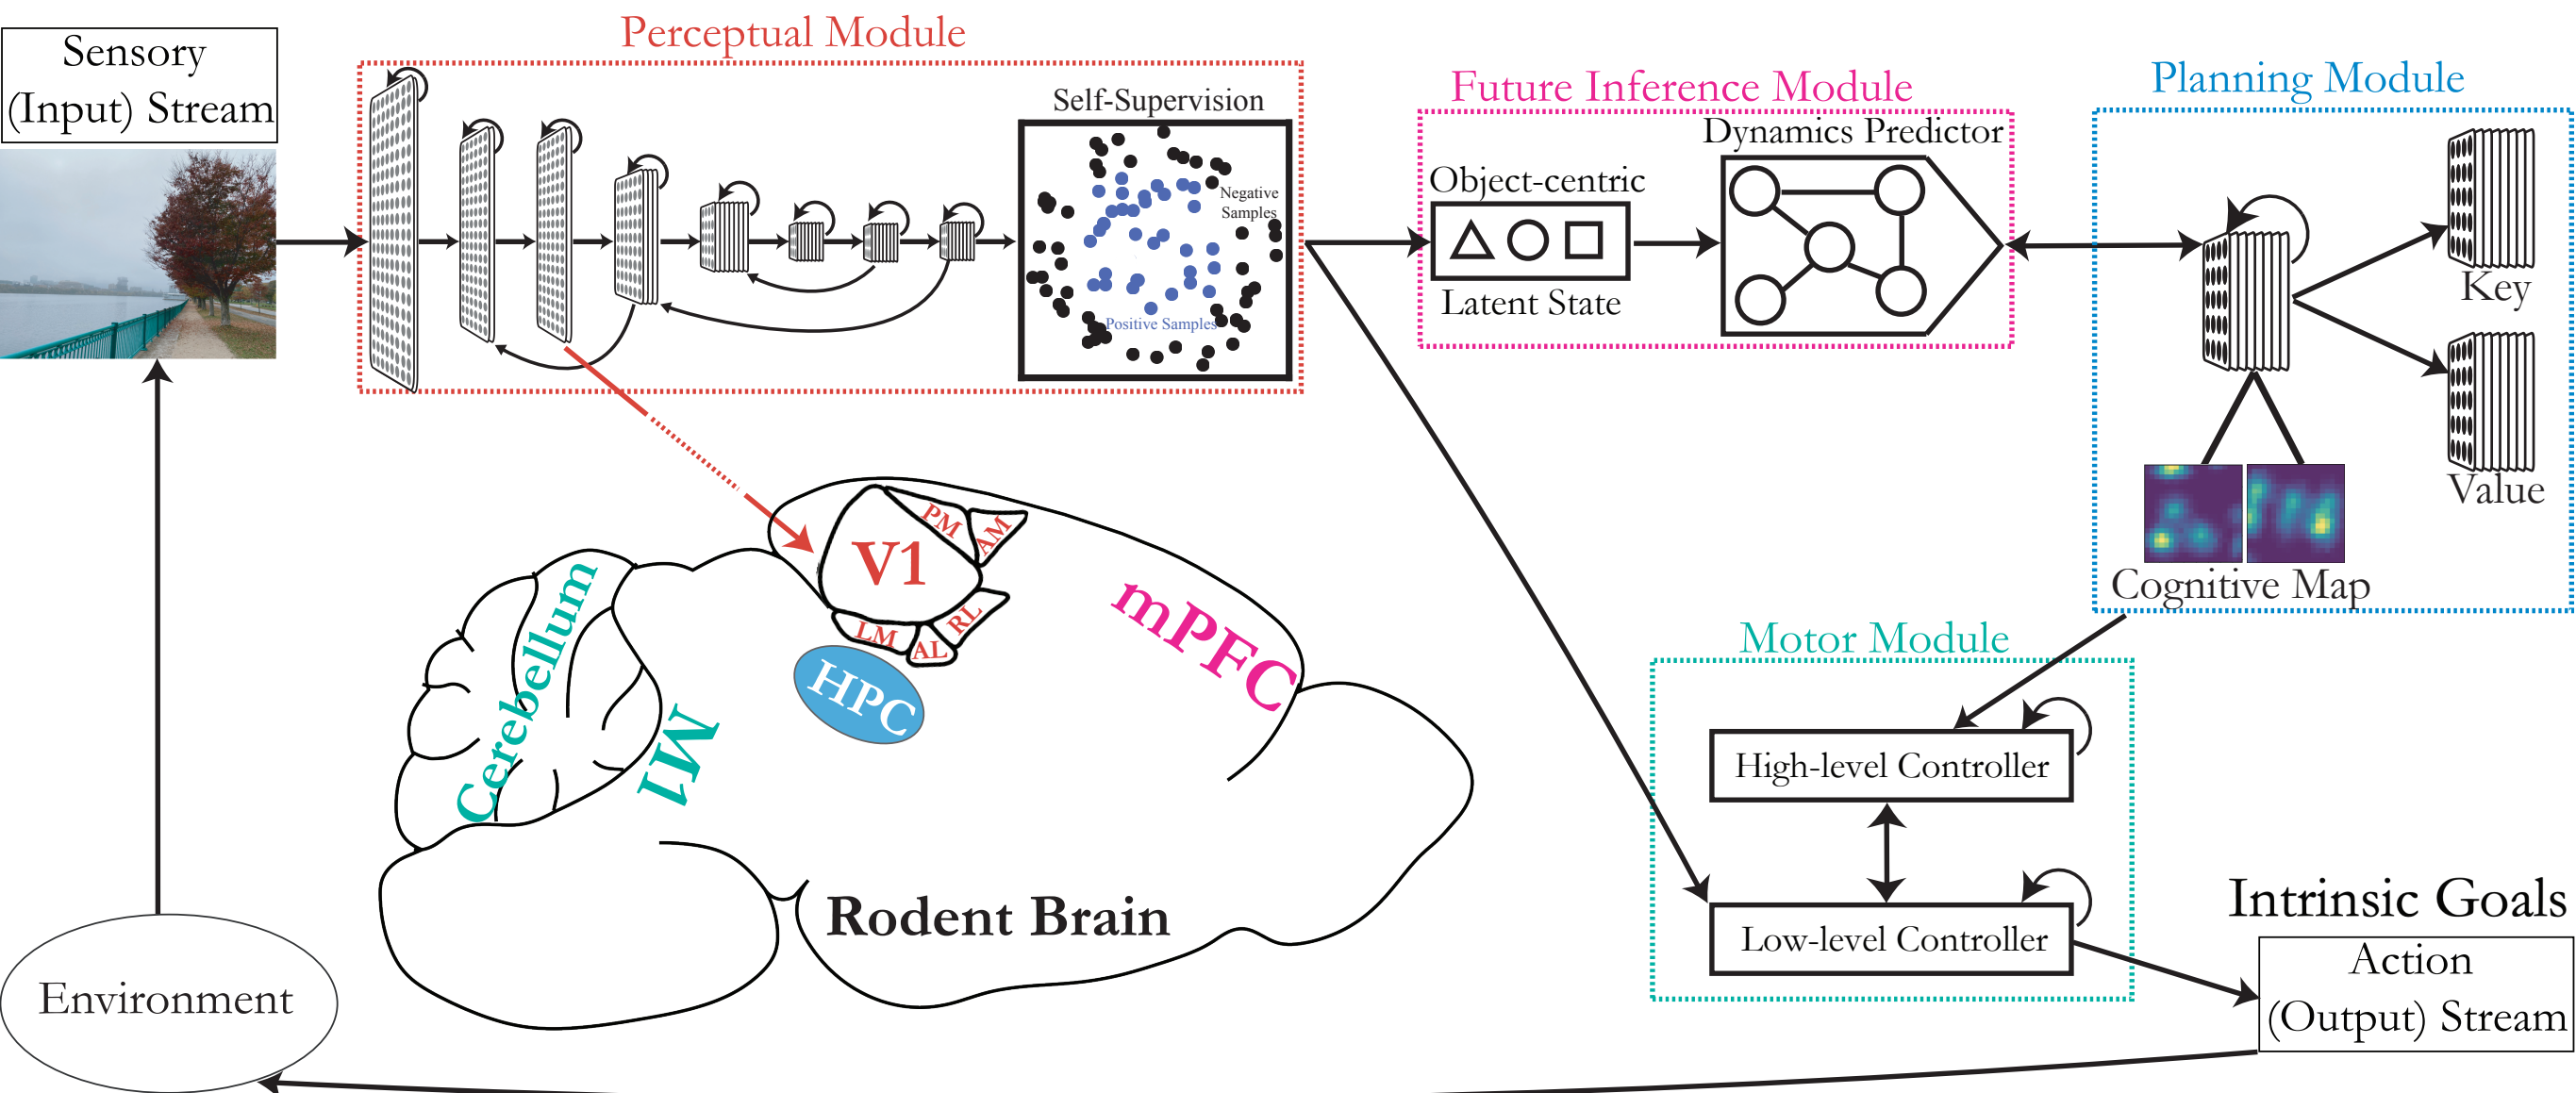 Sensory
(Input) Stream
Perceptual Module
Self-Supervision
Negative
Samples
Positive Samples
Future Inference Module
Dynamics Predictor
Object-centric
Latent State
Planning Module
Key
Value
Cognitive Map
V1
PM
AM
LM
AL
RL
HPC
mPFC
Cerebellum
M1
Rodent Brain
Motor Module
High-level Controller
Low-level Controller
Intrinsic Goals
Action
(Output) Stream
Environment